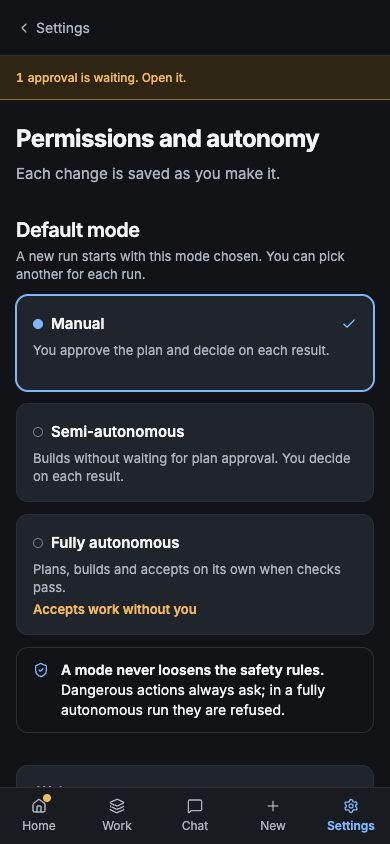 Settings
1 approval is waiting. Open it.
Permissions and autonomy
Each change is saved as you make it.
Default mode
A new run starts with this mode chosen. You can pick
another for each run.
Manual
You approve the plan and decide on each result.
Semi-autonomous
Builds without waiting for plan approval. You decide
on each result.
Fully autonomous
Plans, builds and accepts on its own when checks
pass.
Accepts work without you
A mode never loosens the safety rules.
Dangerous actions always ask; in a fully
autonomous run they are refused.
Home
Work
Chat
New
Settings